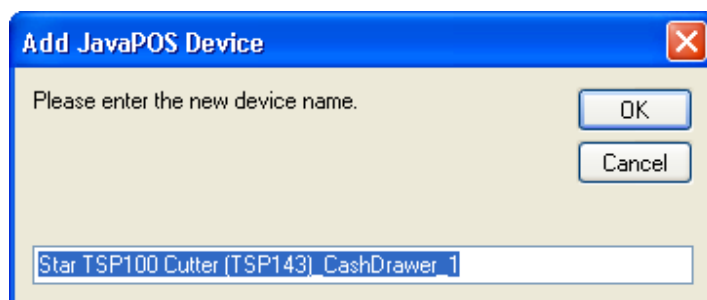 Add JavaPOS Device
Please enter the new device name.
OK
Cancel
Star TSP100 Cutter (TSP143)_CashDrawer_1